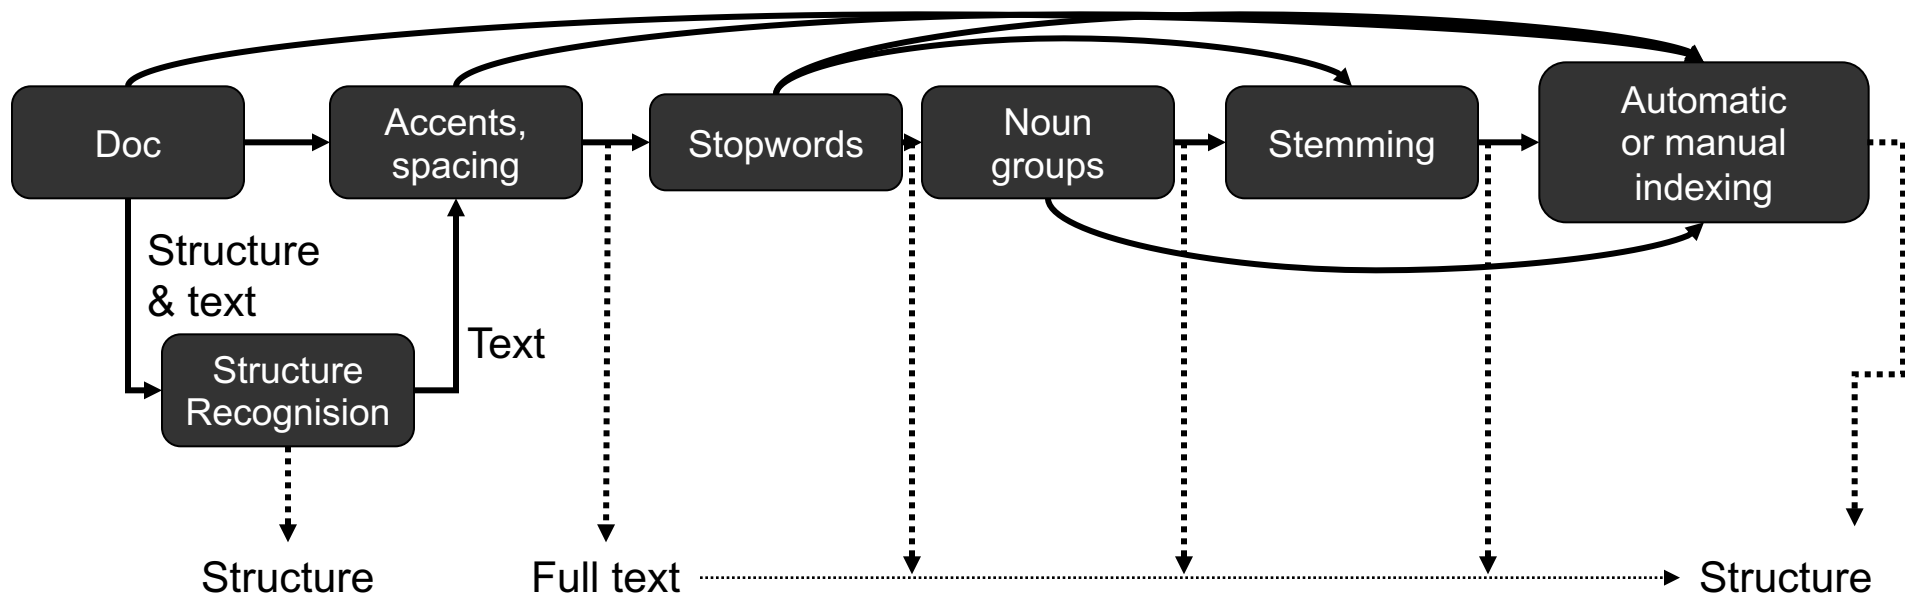 Doc
Accents,
spacing
Stopwords
Noun
groups
Stemming
Automatic
or manual
indexing
Structure
& text
Text
Structure
Recognision
Structure
Full text
Structure